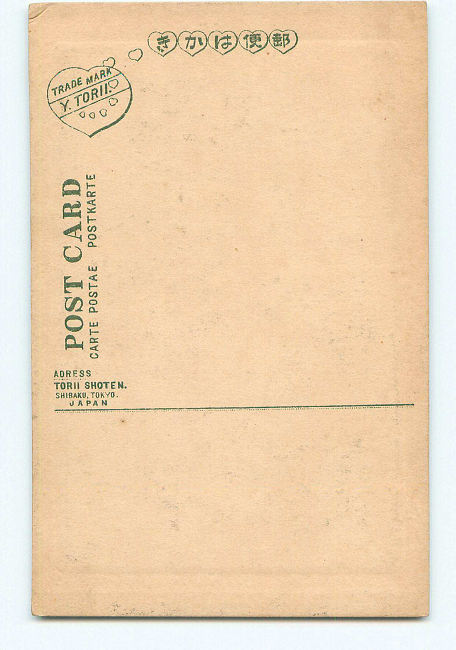 きかは便郵
TRADE MARK
Y. TORII.
POST CARD
CARTE POSTAE POSTKARTE
ADRESS
TORII SHOTEN.
SHIBAKU, TOKYO.
JAPAN